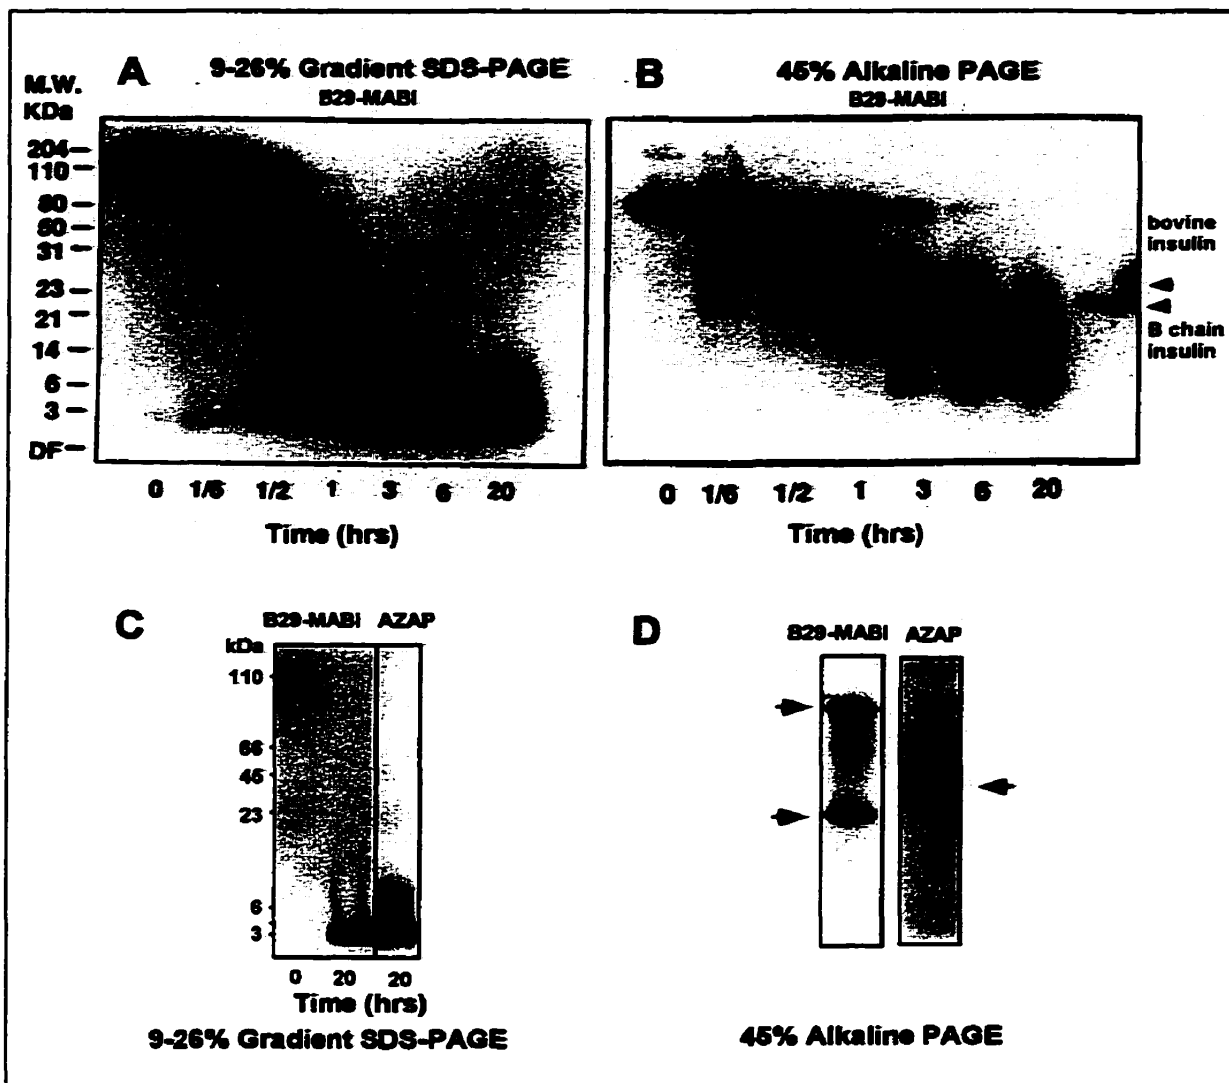 A
9-26% Gradient SDS-PAGE
B29-MABI
M.W.
KDa
204
110
80
50
31
23
21
14
6
3
DF
0 1/6 1/2 1 3 6 20
Time (hrs)
B
45% Alkaline PAGE
B29-MABI
bovine
insulin
B chain
insulin
0 1/6 1/2 1 3 6 20
Time (hrs)
C
B29-MABI AZAP
kDa
110
66
45
23
6
3
0 20 20
Time (hrs)
9-26% Gradient SDS-PAGE
D
B29-MABI AZAP
45% Alkaline PAGE